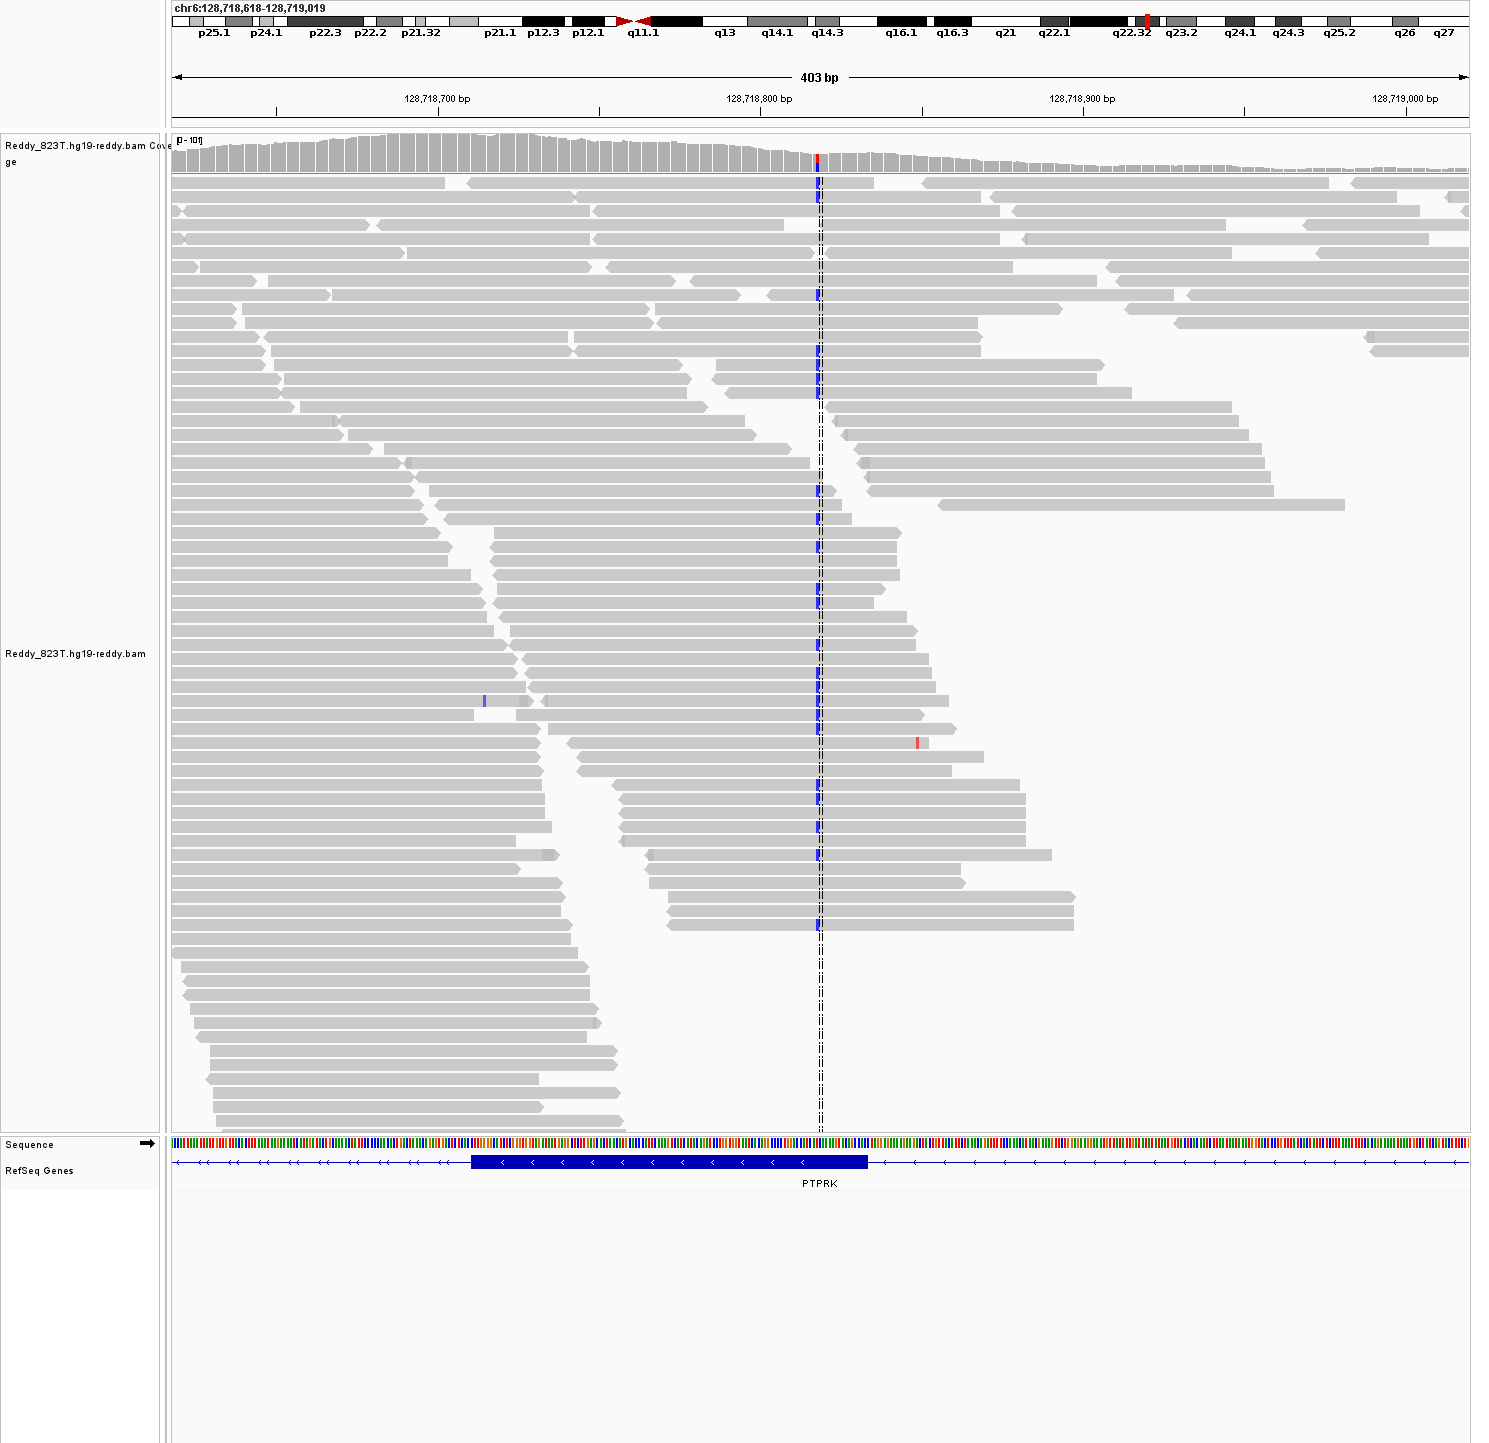 chr6:128,718,618-128,719,019
p25.1 p24.1 p22.3 p22.2 p21.32 p21.1 p12.3 p12.1 q11.1 q13 q14.1 q14.3 q16.1 q16.3 q21 q22.1 q22.32 q23.2 q24.1 q24.3 q25.2 q26 q27
403 bp
128,718,700 bp 128,718,800 bp 128,718,900 bp 128,719,000 bp
[0 - 101]
Reddy_823T.hg19-reddy.bam Cove
ge
Reddy_823T.hg19-reddy.bam
Sequence
RefSeq Genes
PTPRK